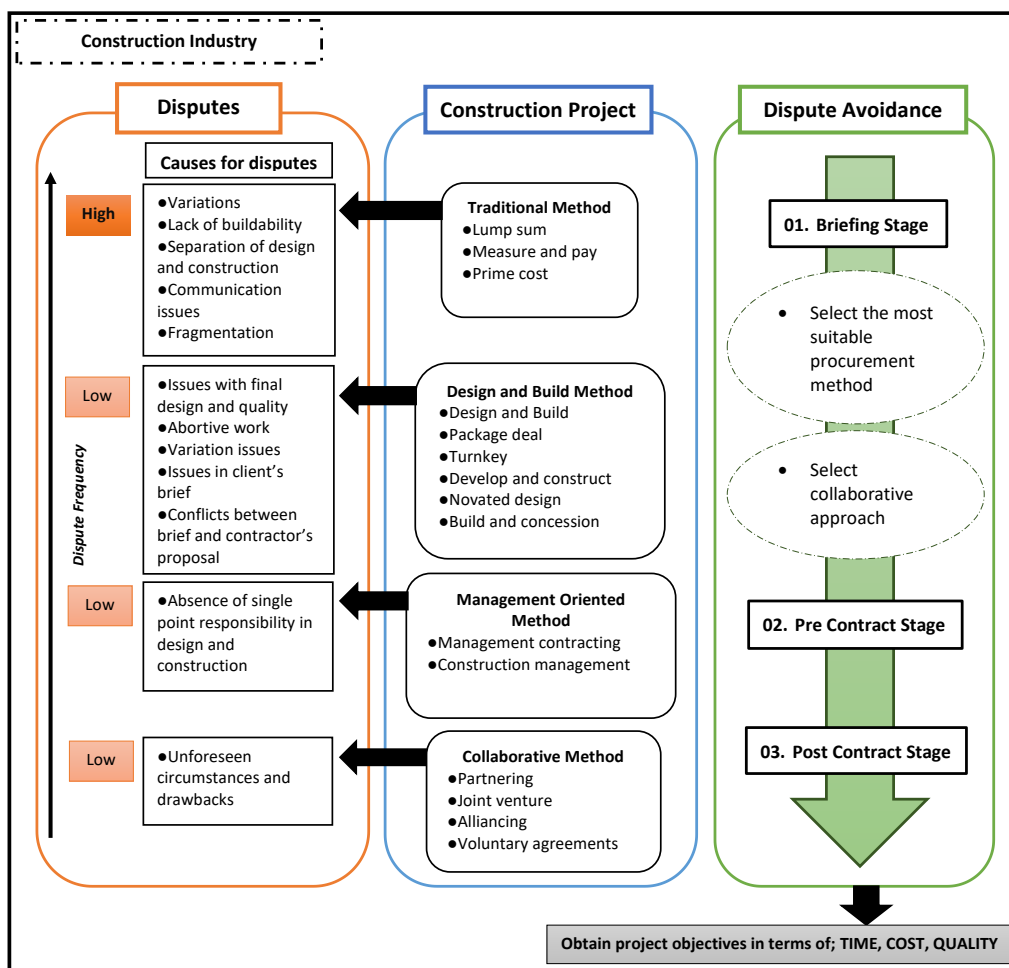 Construction Industry
Disputes
Causes for disputes
High
●Variations
●Lack of buildability
●Separation of design
and construction
●Communication
issues
●Fragmentation
Low
●Issues with final
design and quality
●Abortive work
●Variation issues
●Issues in client's
brief
●Conflicts between
brief and contractor's
proposal
Dispute Frequency
Low
●Absence of single
point responsibility in
design and
construction
Low
●Unforeseen
circumstances and
drawbacks
Construction Project
Traditional Method
●Lump sum
●Measure and pay
●Prime cost
Design and Build Method
●Design and Build
●Package deal
●Turnkey
●Develop and construct
●Novated design
●Build and concession
Management Oriented
Method
●Management contracting
●Construction management
Collaborative Method
●Partnering
●Joint venture
●Alliancing
●Voluntary agreements
Dispute Avoidance
01. Briefing Stage
• Select the most
suitable
procurement
method
• Select
collaborative
approach
02. Pre Contract Stage
03. Post Contract Stage
Obtain project objectives in terms of; TIME, COST, QUALITY